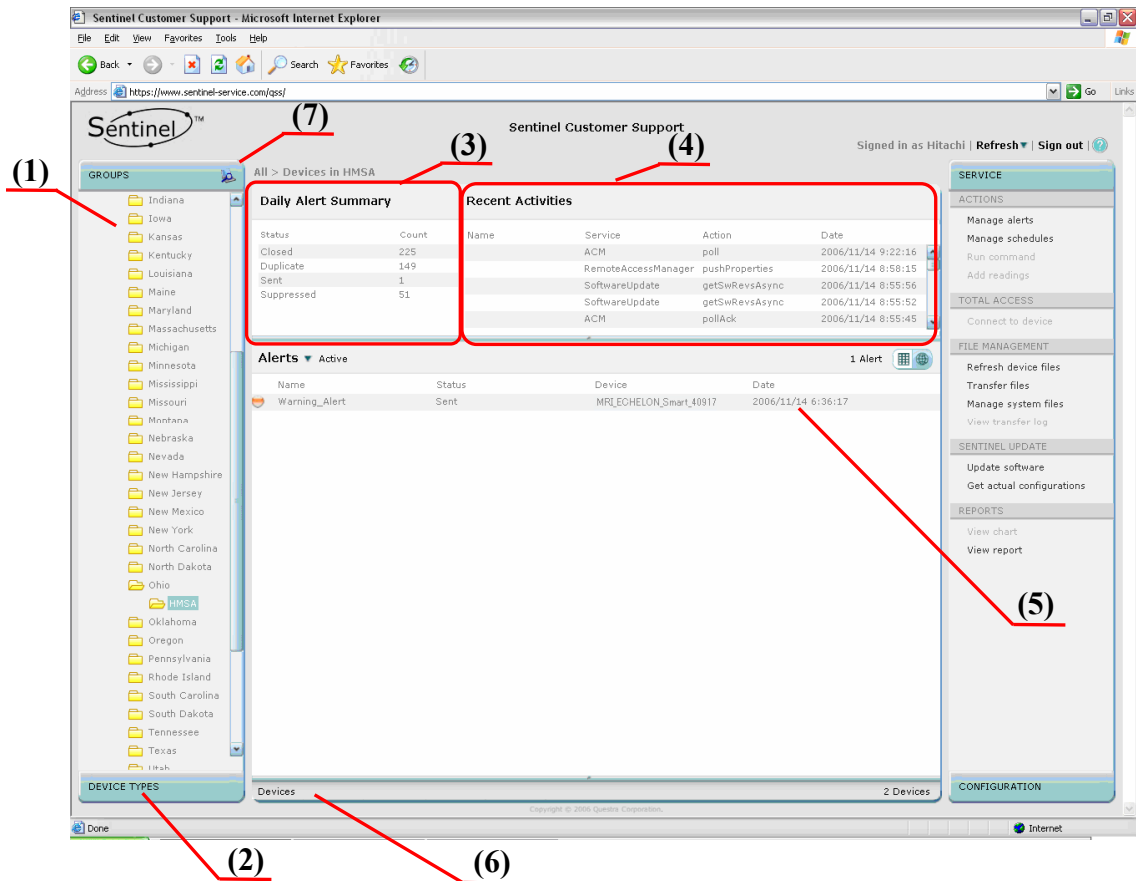 Sentinel Customer Support - Microsoft Internet Explorer
File Edit View Favorites Tools Help
Back Search Favorites
Address https://www.sentinel-service.com/qss/ Go Links
Sentinel™
Sentinel Customer Support
Signed in as Hitachi | Refresh | Sign out |
(7)
(3)
(4)
(1)
GROUPS
Indiana
Iowa
Kansas
Kentucky
Louisiana
Maine
Maryland
Massachusetts
Michigan
Minnesota
Mississippi
Missouri
Montana
Nebraska
Nevada
New Hampshire
New Jersey
New Mexico
New York
North Carolina
North Dakota
Ohio
HMSA
Oklahoma
Oregon
Pennsylvania
Rhode Island
South Carolina
South Dakota
Tennessee
Texas
Utah
DEVICE TYPES
All > Devices in HMSA
Daily Alert Summary
Status Count
Closed 225
Duplicate 149
Sent 1
Suppressed 51
Recent Activities
Name Service Action Date
ACM poll 2006/11/14 9:22:16
RemoteAccessManager pushProperties 2006/11/14 8:58:15
SoftwareUpdate getSwRevsAsync 2006/11/14 8:55:56
SoftwareUpdate getSwRevsAsync 2006/11/14 8:55:52
ACM pollAck 2006/11/14 8:55:45
Alerts Active 1 Alert
Name Status Device Date
Warning_Alert Sent MRI_ECHELON_Smart_40917 2006/11/14 6:36:17
(5)
Devices 2 Devices
Copyright © 2006 Questra Corporation.
SERVICE
ACTIONS
Manage alerts
Manage schedules
Run command
Add readings
TOTAL ACCESS
Connect to device
FILE MANAGEMENT
Refresh device files
Transfer files
Manage system files
View transfer log
SENTINEL UPDATE
Update software
Get actual configurations
REPORTS
View chart
View report
CONFIGURATION
Done Internet
(2)
(6)